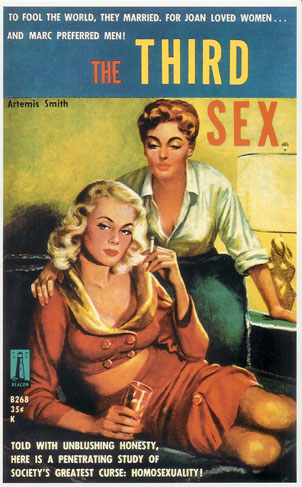 TO FOOL THE WORLD, THEY MARRIED. FOR JOAN LOVED WOMEN...
AND MARC PREFERRED MEN!
THE THIRD
SEX
Artemis Smith
BEACON
B268
35¢
K
TOLD WITH UNBLUSHING HONESTY,
HERE IS A PENETRATING STUDY OF
SOCIETY'S GREATEST CURSE: HOMOSEXUALITY!